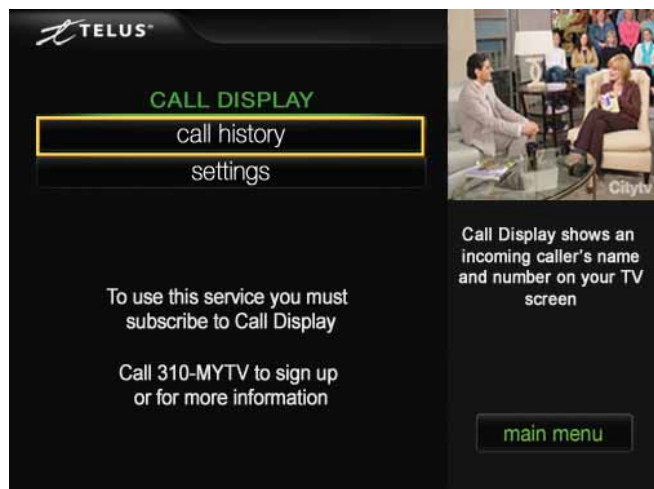 TELUS
CALL DISPLAY
call history
settings
To use this service you must
subscribe to Call Display
Call 310-MYTV to sign up
or for more information
Citytv
Call Display shows an
incoming caller's name
and number on your TV
screen
main menu